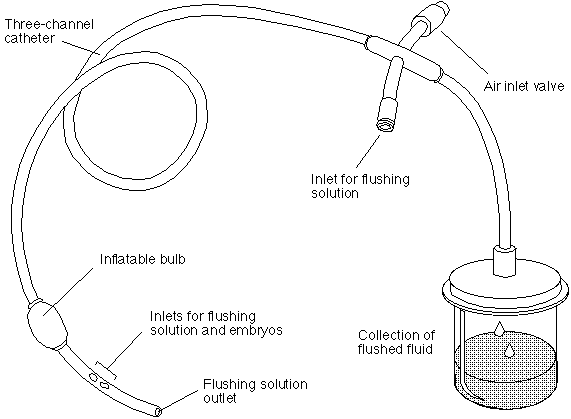 Three-channel
catheter
Air inlet valve
Inlet for flushing
solution
Inflatable bulb
Inlets for flushing
solution and embryos
Collection of
flushed fluid
Flushing solution
outlet